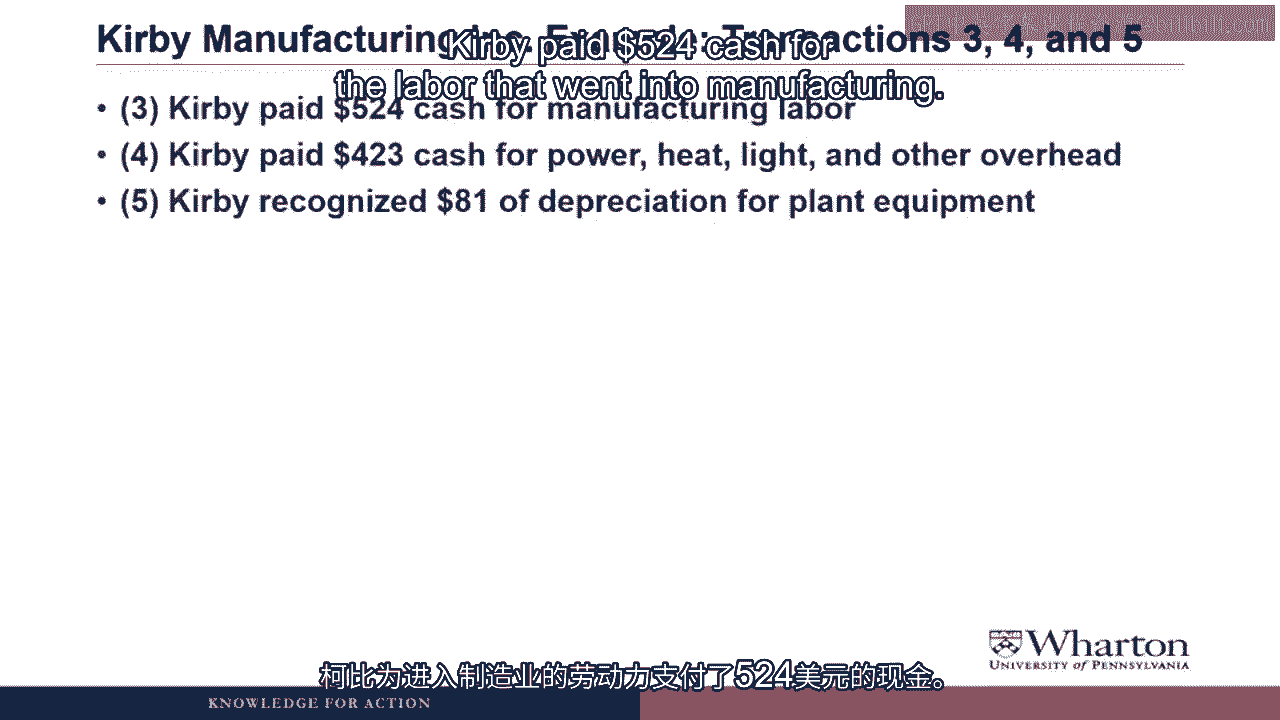 Kirby Manufacturing Inc. Example: Transactions 3, 4, and 5
Kirby paid $524 cash for
the labor that went into manufacturing.
• (3) Kirby paid $524 cash for manufacturing labor
• (4) Kirby paid $423 cash for power, heat, light, and other overhead
• (5) Kirby recognized $81 of depreciation for plant equipment
Wharton
UNIVERSITY of PENNSYLVANIA
柯比为进入制造业的劳动力支付了524美元的现金。
KNOWLEDGE FOR ACTION